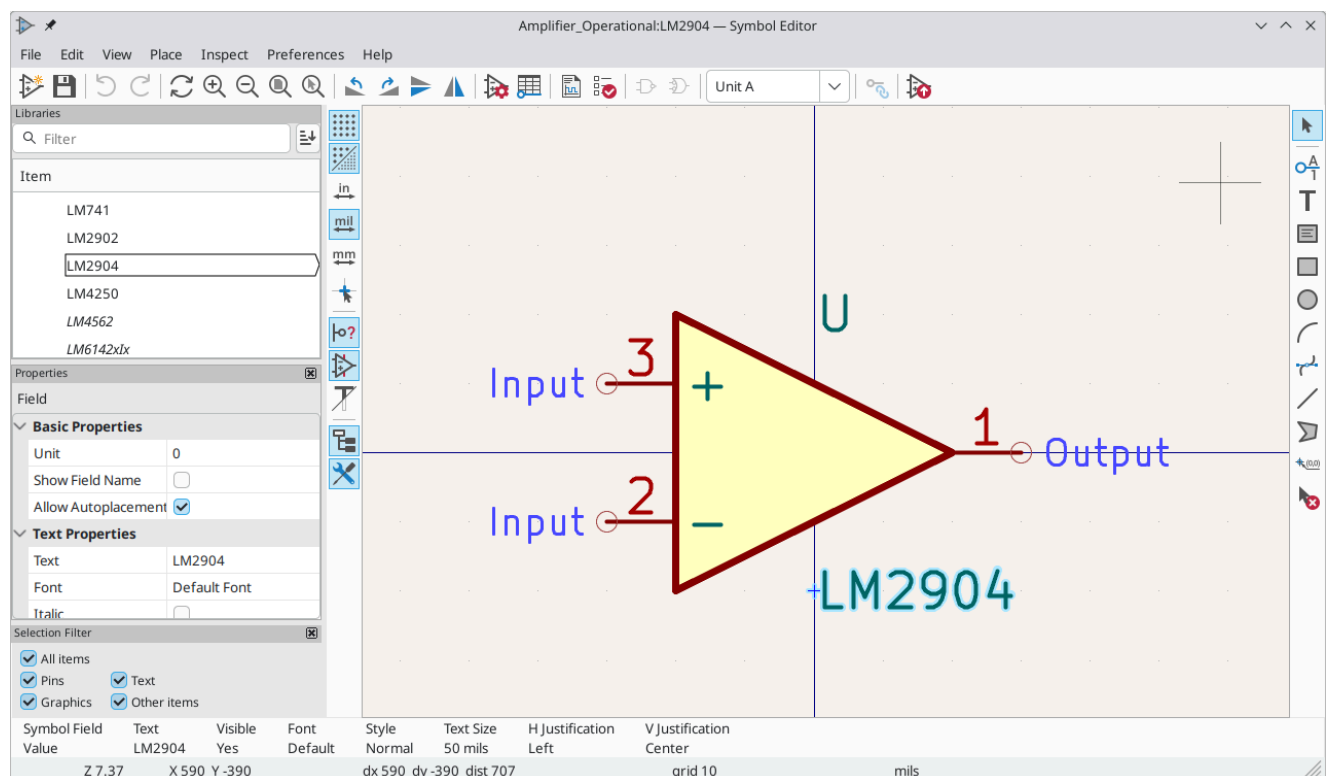 Amplifier_Operational:LM2904 — Symbol Editor
File Edit View Place Inspect Preferences Help
Unit A
Libraries
Filter
Item
LM741
LM2902
LM2904
LM4250
LM4562
LM6142xIx
Properties
Field
Basic Properties
Unit 0
Show Field Name
Allow Autoplacement
Text Properties
Text LM2904
Font Default Font
Italic
Selection Filter
All items
Pins Text
Graphics Other items
in
mil
mm
U
3
Input
+
1
Output
2
Input
−
LM2904
A
1
T
(0,0)
Symbol Field Text Visible Font Style Text Size H Justification V Justification
Value LM2904 Yes Default Normal 50 mils Left Center
Z 7.37 X 590 Y -390 dx 590 dy -390 dist 707 grid 10 mils